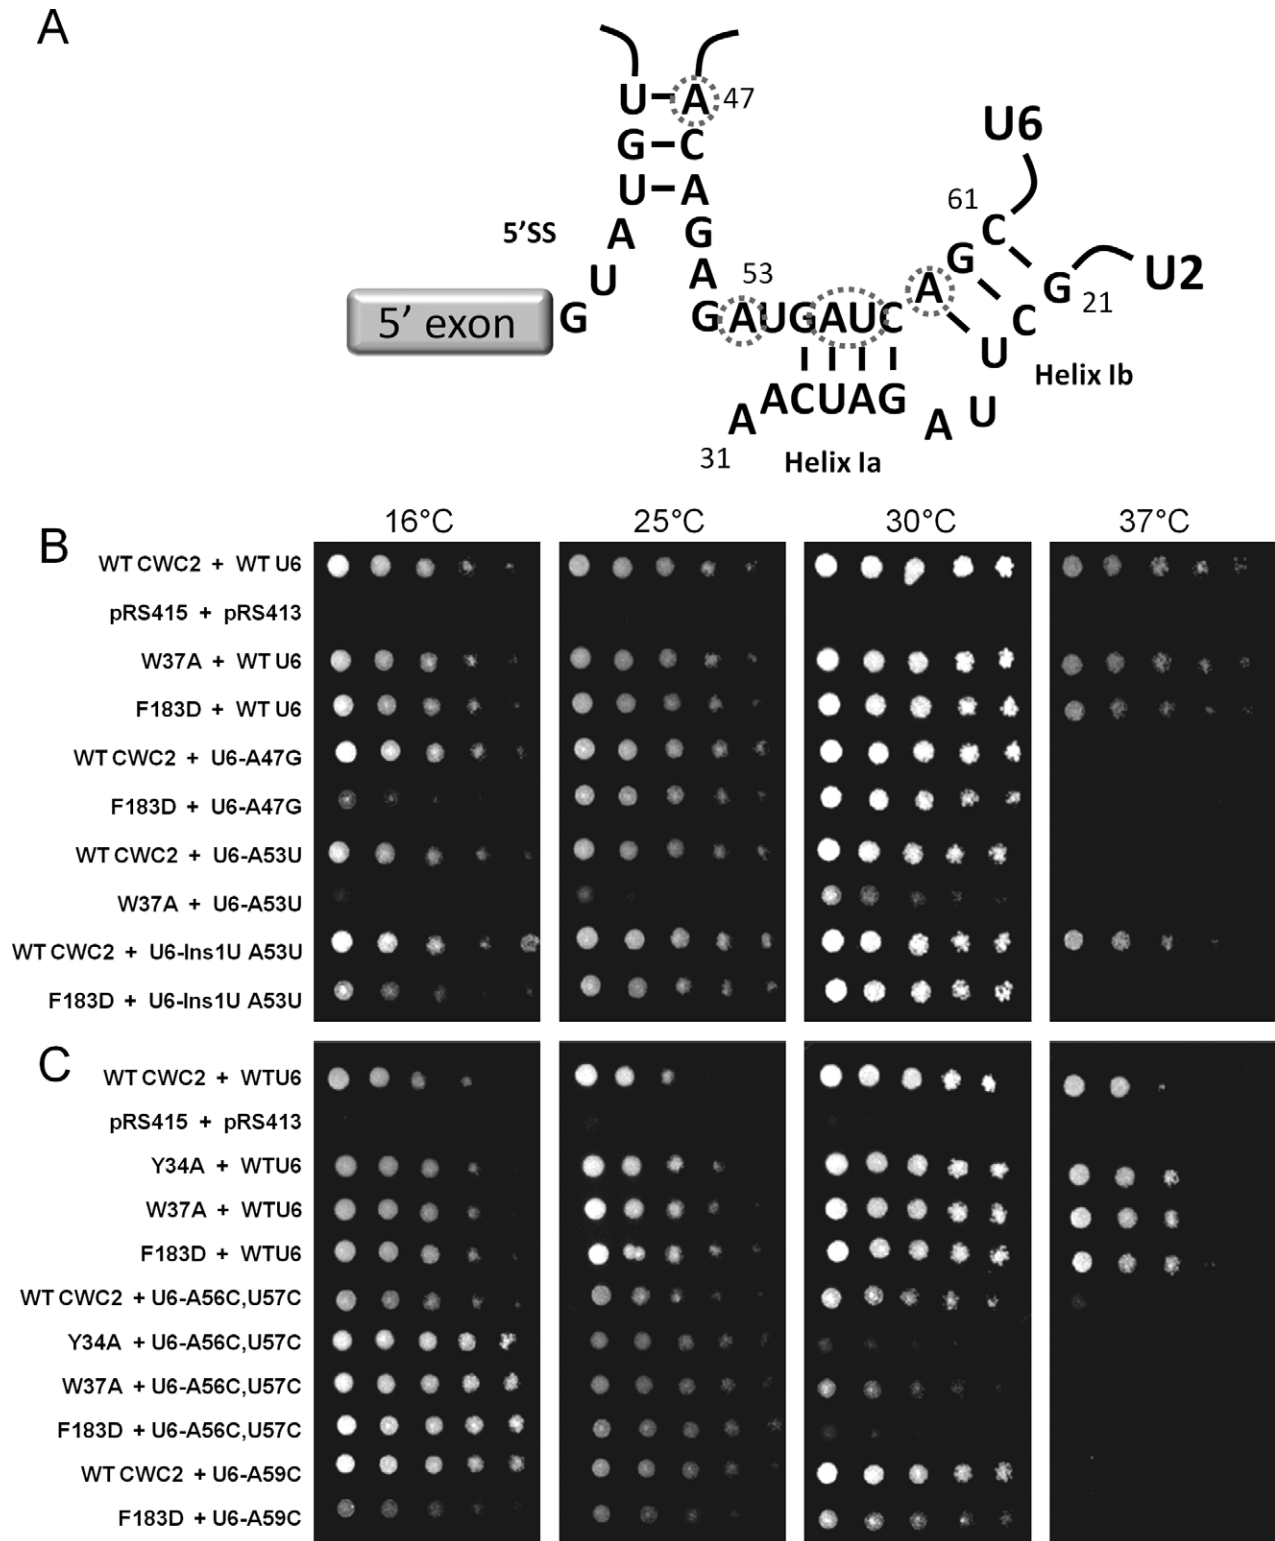 A
U A 47
G C
U A
5'SS A G
U A 53
5' exon G G A U G A U C A G C 61 U6
U C G 21 U2
A A C U A G A U Helix Ib
31 Helix Ia
16°C 25°C 30°C 37°C
B
WT CWC2 + WT U6
pRS415 + pRS413
W37A + WT U6
F183D + WT U6
WT CWC2 + U6-A47G
F183D + U6-A47G
WT CWC2 + U6-A53U
W37A + U6-A53U
WT CWC2 + U6-Ins1U A53U
F183D + U6-Ins1U A53U
C
WT CWC2 + WTU6
pRS415 + pRS413
Y34A + WTU6
W37A + WTU6
F183D + WTU6
WT CWC2 + U6-A56C,U57C
Y34A + U6-A56C,U57C
W37A + U6-A56C,U57C
F183D + U6-A56C,U57C
WT CWC2 + U6-A59C
F183D + U6-A59C